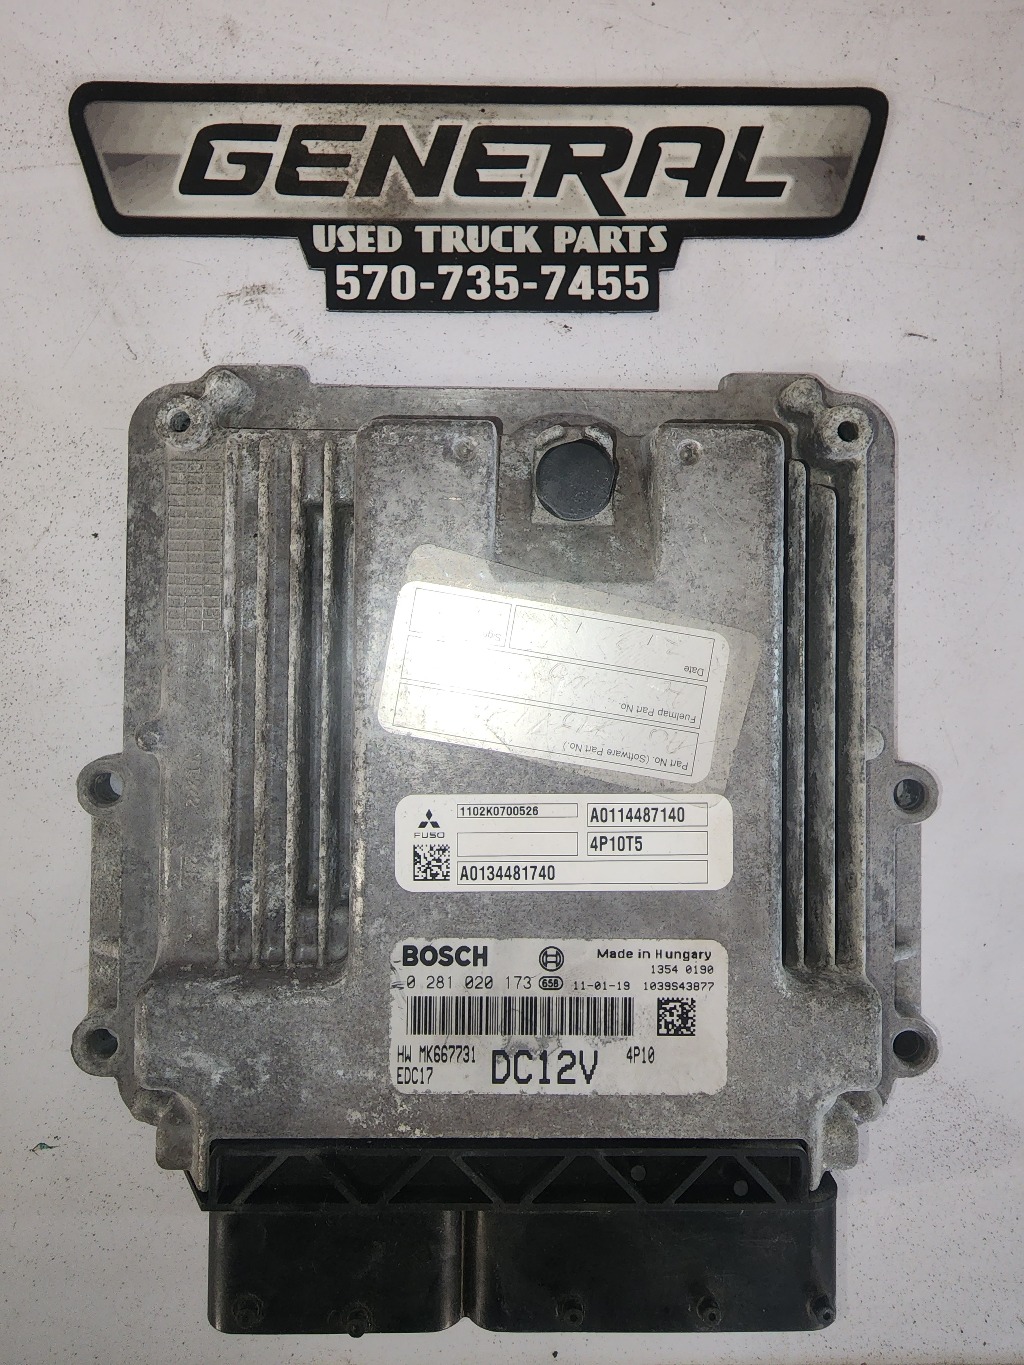 GENERAL
USED TRUCK PARTS
570-735-7455
Part No. (Software Part No.)
Fuelmap Part No.
Date
Sign
FUSO
1102K0700526
A0114487140
4P10T5
A0134481740
BOSCH
Made in Hungary
1354 0190
0 281 020 173 65B 11-01-19 1039S43877
HW MK667731 DC12V 4P10
EDC17